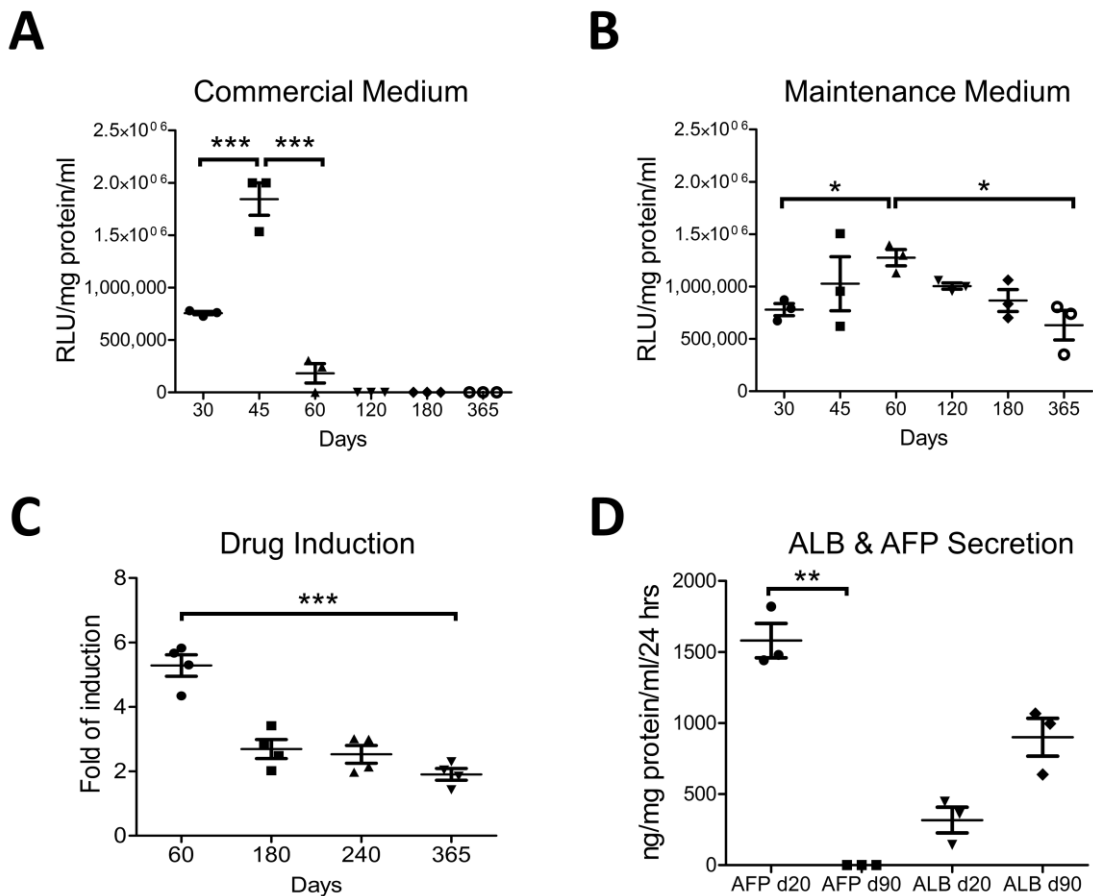 A
Commercial Medium
RLU/mg protein/ml
2.5×10⁰⁶
2.0×10⁰⁶
1.5×10⁰⁶
1,000,000
500,000
0
*** ***
30 45 60 120 180 365
Days
B
Maintenance Medium
RLU/mg protein/ml
2.5×10⁰⁶
2.0×10⁰⁶
1.5×10⁰⁶
1,000,000
500,000
0
* *
30 45 60 120 180 365
Days
C
Drug Induction
Fold of induction
8
6
4
2
0
***
60 180 240 365
Days
D
ALB & AFP Secretion
ng/mg protein/ml/24 hrs
2000
1500
1000
500
0
**
AFP d20 AFP d90 ALB d20 ALB d90